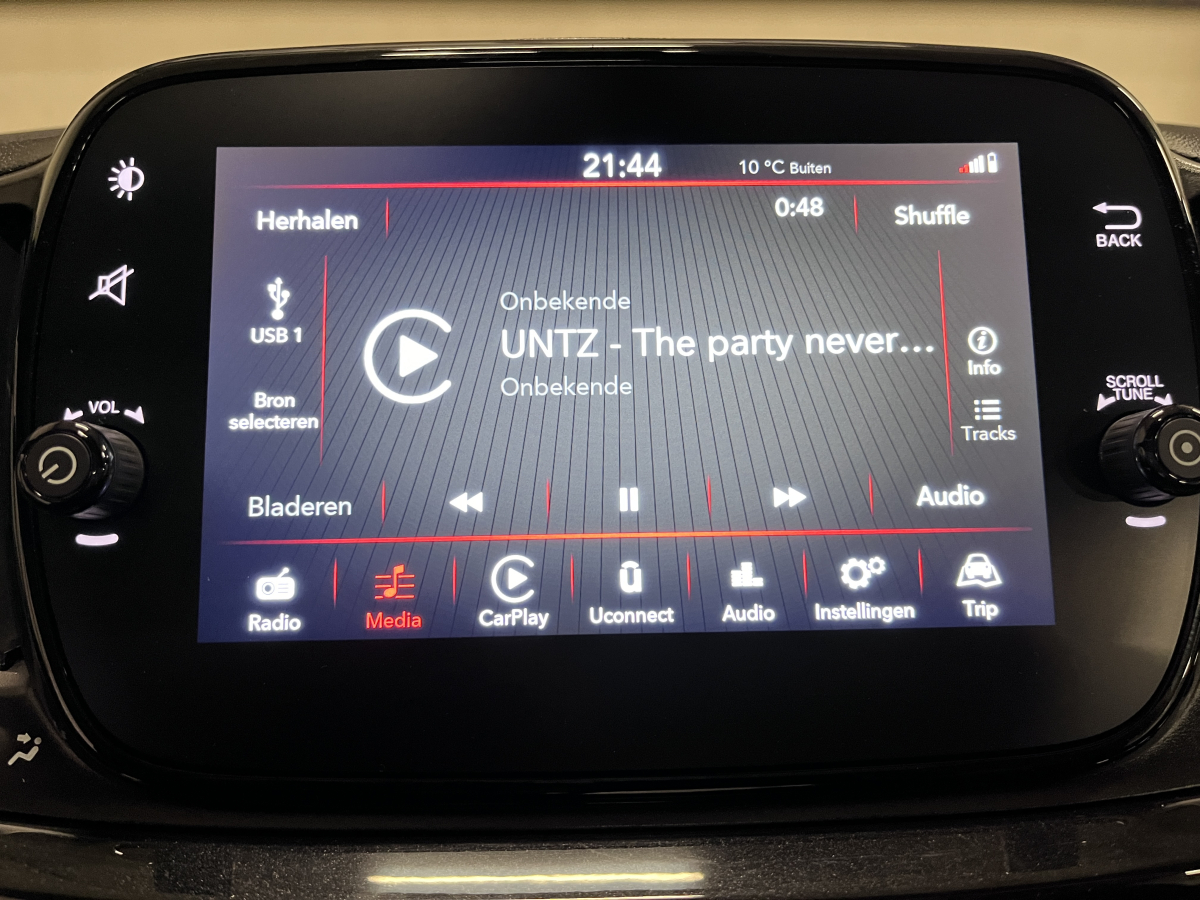 21:44
10 °C Buiten
Herhalen
0:48
Shuffle
BACK
USB 1
Onbekende
UNTZ - The party never...
Onbekende
Info
Bron
selecteren
Tracks
VOL
SCROLL
TUNE
Bladeren
Audio
Radio
Media
CarPlay
Uconnect
Audio
Instellingen
Trip